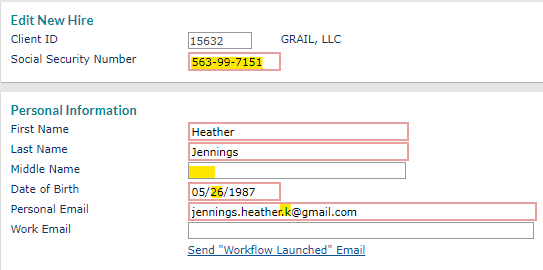 Edit New Hire
Client ID 15632 GRAIL, LLC
Social Security Number 563-99-7151
Personal Information
First Name Heather
Last Name Jennings
Middle Name
Date of Birth 05/26/1987
Personal Email jennings.heather.k@gmail.com
Work Email
Send "Workflow Launched" Email